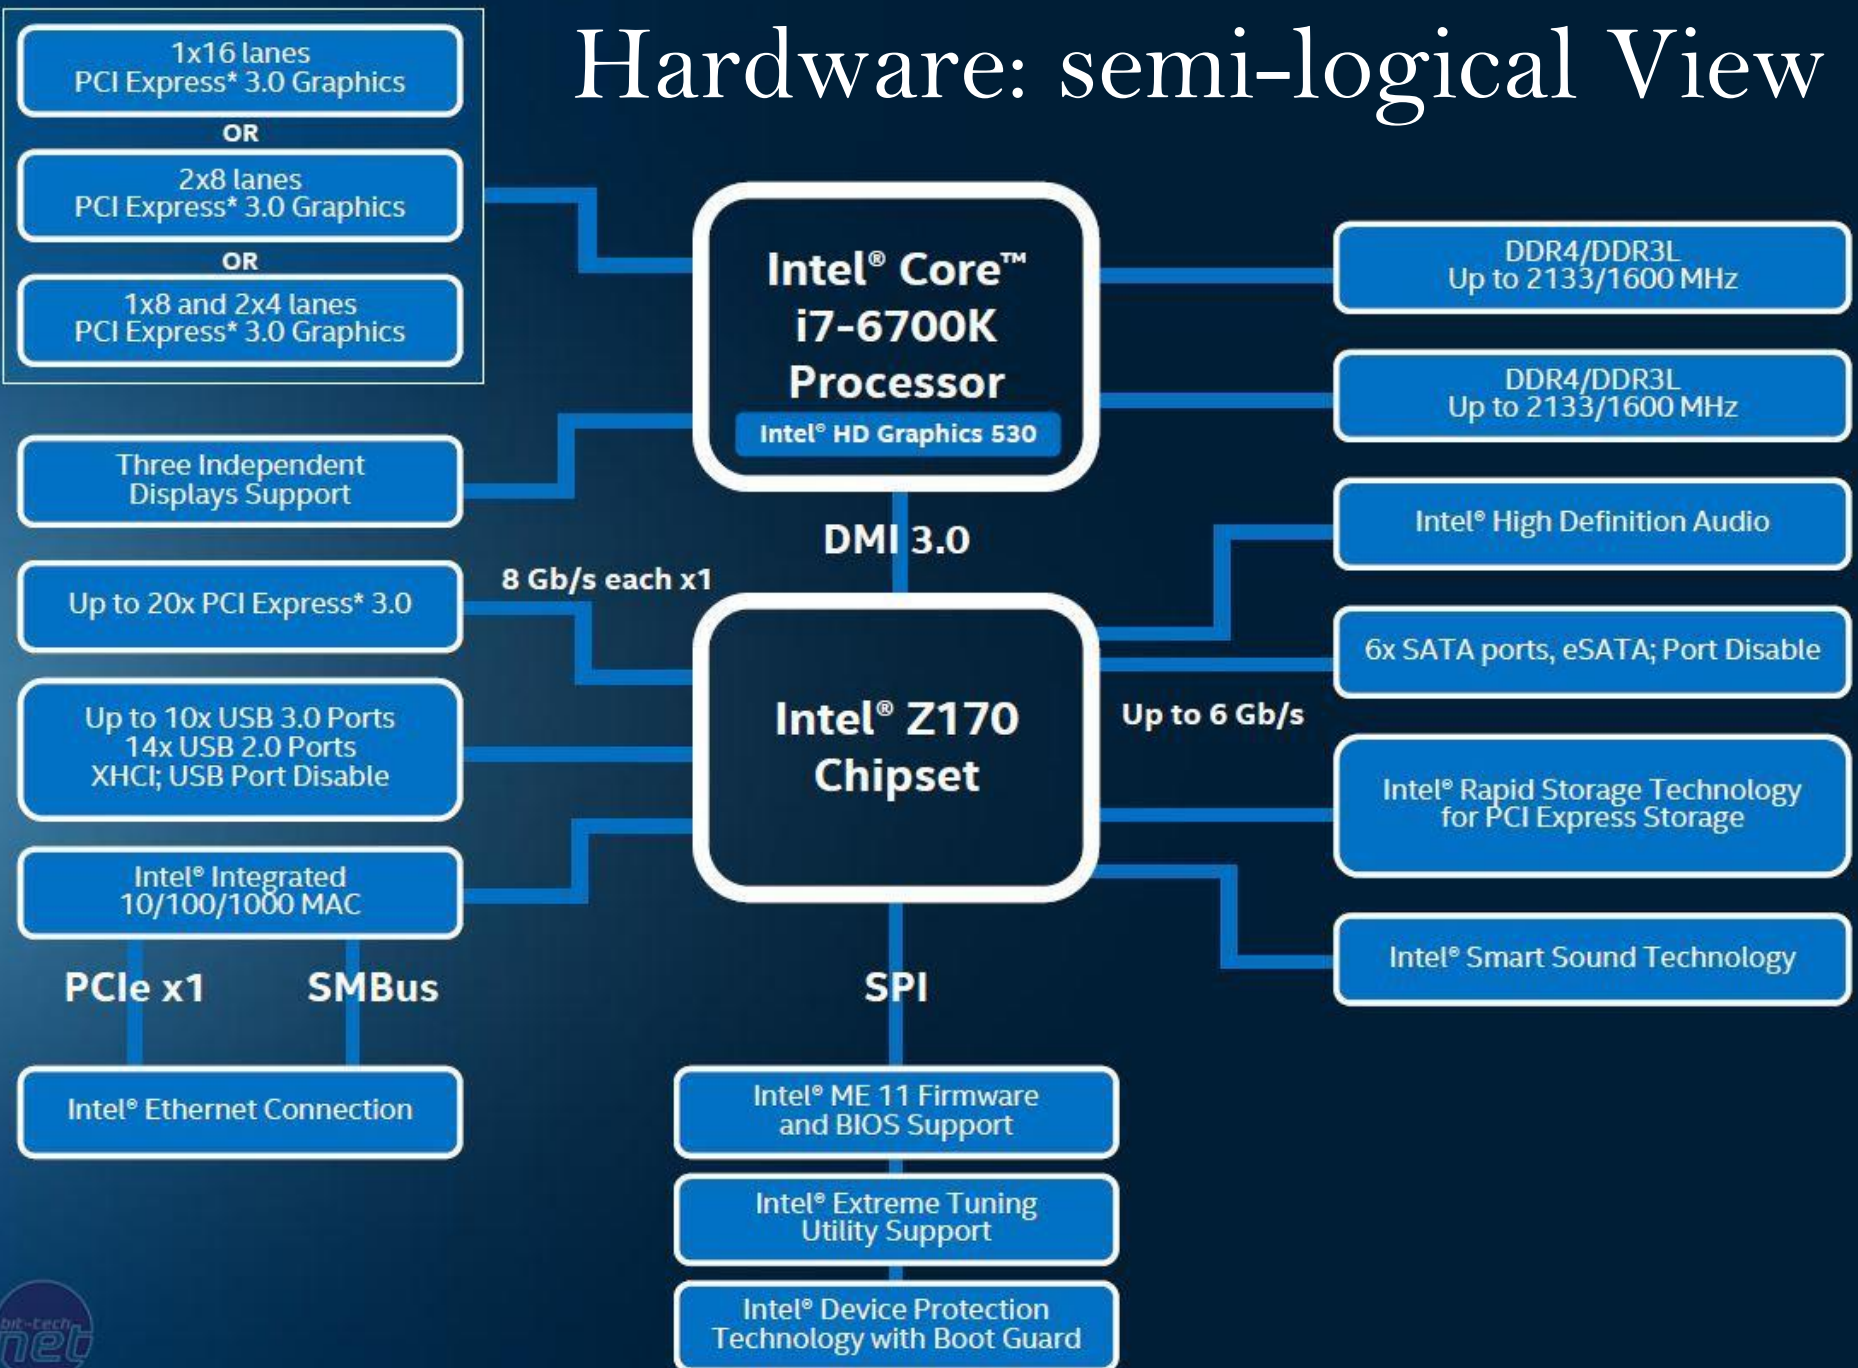 Hardware: semi-logical View
1x16 lanes
PCI Express* 3.0 Graphics
OR
2x8 lanes
PCI Express* 3.0 Graphics
OR
1x8 and 2x4 lanes
PCI Express* 3.0 Graphics
Intel® Core™
i7-6700K
Processor
Intel® HD Graphics 530
DDR4/DDR3L
Up to 2133/1600 MHz
DDR4/DDR3L
Up to 2133/1600 MHz
Three Independent
Displays Support
DMI 3.0
Intel® High Definition Audio
Up to 20x PCI Express* 3.0
8 Gb/s each x1
6x SATA ports, eSATA; Port Disable
Up to 6 Gb/s
Up to 10x USB 3.0 Ports
14x USB 2.0 Ports
XHCI; USB Port Disable
Intel® Z170
Chipset
Intel® Rapid Storage Technology
for PCI Express Storage
Intel® Integrated
10/100/1000 MAC
Intel® Smart Sound Technology
PCIe x1
SMBus
SPI
Intel® Ethernet Connection
Intel® ME 11 Firmware
and BIOS Support
Intel® Extreme Tuning
Utility Support
Intel® Device Protection
Technology with Boot Guard
bit-tech
net